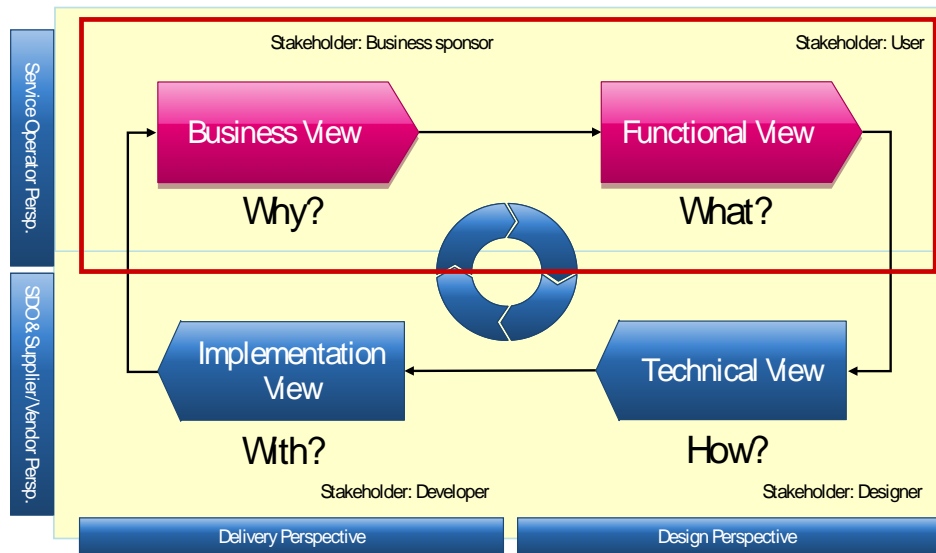 Stakeholder: Business sponsor
Stakeholder: User
Service Operator Persp.
Business View
Functional View
Why?
What?
SDO & Supplier/Vendor Persp.
Implementation
View
Technical View
With?
How?
Stakeholder: Developer
Stakeholder: Designer
Delivery Perspective
Design Perspective